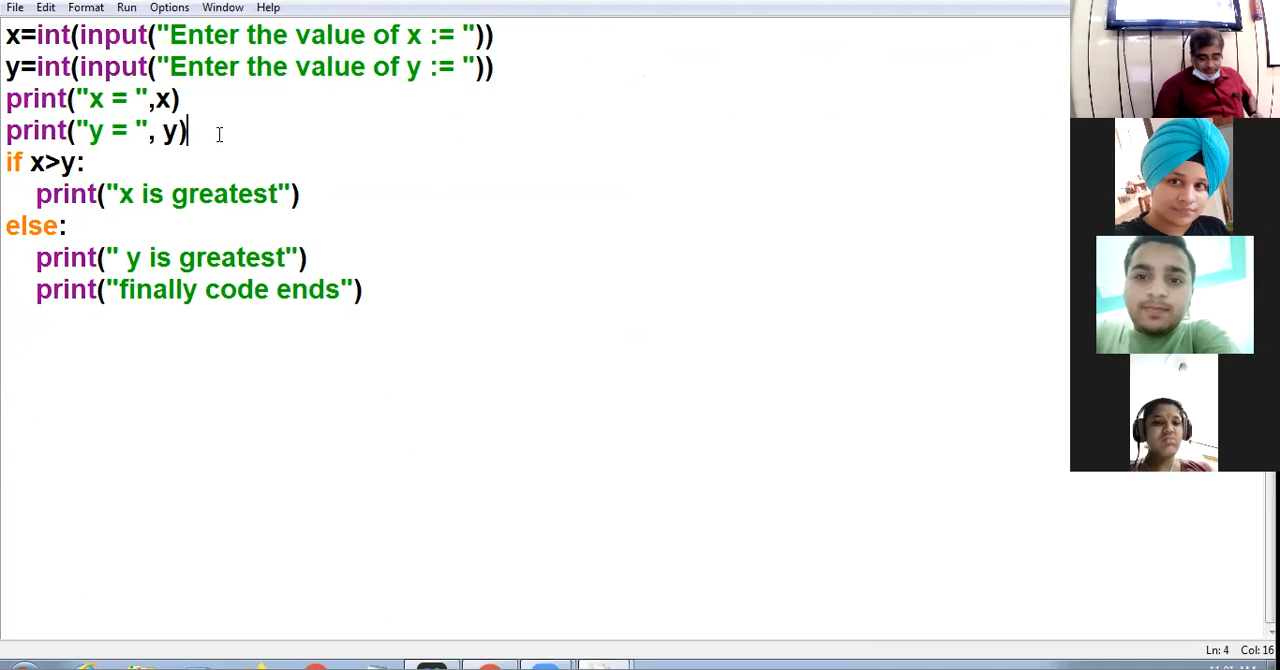 File Edit Format Run Options Window Help
x=int(input("Enter the value of x := "))
y=int(input("Enter the value of y := "))
print("x = ",x)
print("y = ", y)
if x>y:
    print("x is greatest")
else:
    print(" y is greatest")
    print("finally code ends")
Ln: 4 Col: 16